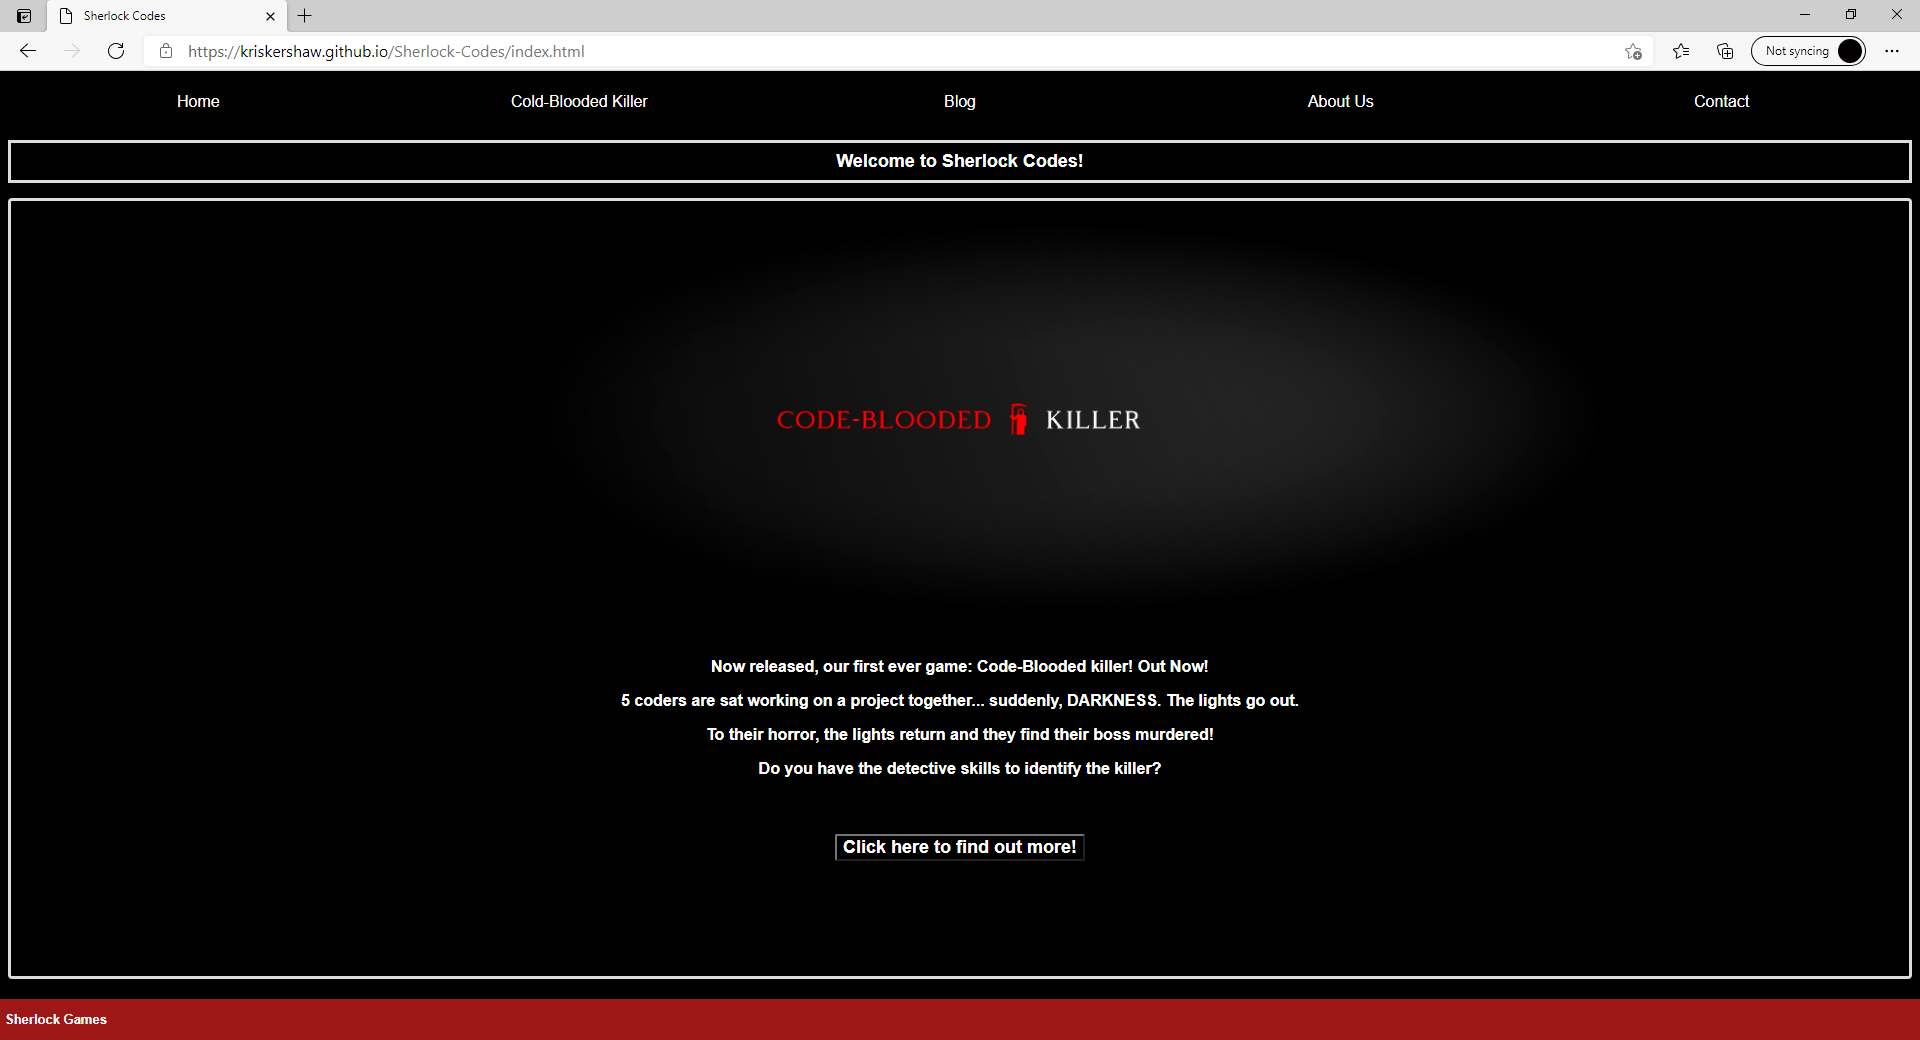 Sherlock Codes
https://kriskershaw.github.io/Sherlock-Codes/index.html
Not syncing
Home Cold-Blooded Killer Blog About Us Contact
Welcome to Sherlock Codes!
CODE-BLOODED KILLER
Now released, our first ever game: Code-Blooded killer! Out Now!
5 coders are sat working on a project together... suddenly, DARKNESS. The lights go out.
To their horror, the lights return and they find their boss murdered!
Do you have the detective skills to identify the killer?
Click here to find out more!
Sherlock Games